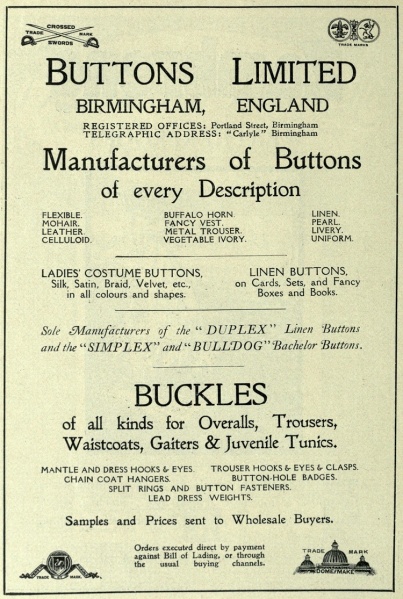 CROSSED
TRADE MARK
SWORDS
TRADE MARKS
BUTTONS LIMITED
BIRMINGHAM, ENGLAND
REGISTERED OFFICES: Portland Street, Birmingham
TELEGRAPHIC ADDRESS: "Carlyle" Birmingham
Manufacturers of Buttons
of every Description
FLEXIBLE. BUFFALO HORN. LINEN.
MOHAIR. FANCY VEST. PEARL.
LEATHER. METAL TROUSER. LIVERY.
CELLULOID. VEGETABLE IVORY. UNIFORM.
LADIES' COSTUME BUTTONS,
Silk, Satin, Braid, Velvet, etc.,
in all colours and shapes.
LINEN BUTTONS,
on Cards, Sets, and Fancy
Boxes and Books.
Sole Manufacturers of the "DUPLEX" Linen Buttons
and the "SIMPLEX" and "BULLDOG" Bachelor Buttons.
BUCKLES
of all kinds for Overalls, Trousers,
Waistcoats, Gaiters & Juvenile Tunics.
MANTLE AND DRESS HOOKS & EYES. TROUSER HOOKS & EYES & CLASPS.
CHAIN COAT HANGERS. BUTTON-HOLE BADGES.
SPLIT RINGS AND BUTTON FASTENERS.
LEAD DRESS WEIGHTS.
Samples and Prices sent to Wholesale Buyers.
TRADE MARK
Orders executed direct by payment
against Bill of Lading, or through
the usual buying channels.
TRADE MARK
DOME MAKE